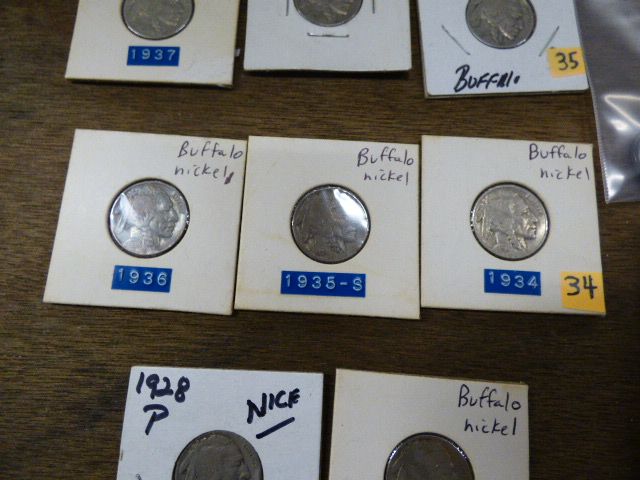 1937
35
Buffalo
Buffalo
nickel
1936
Buffalo
nickel
1935-S
Buffalo
nickel
1934
34
1928
P
NICE
Buffalo
nickel